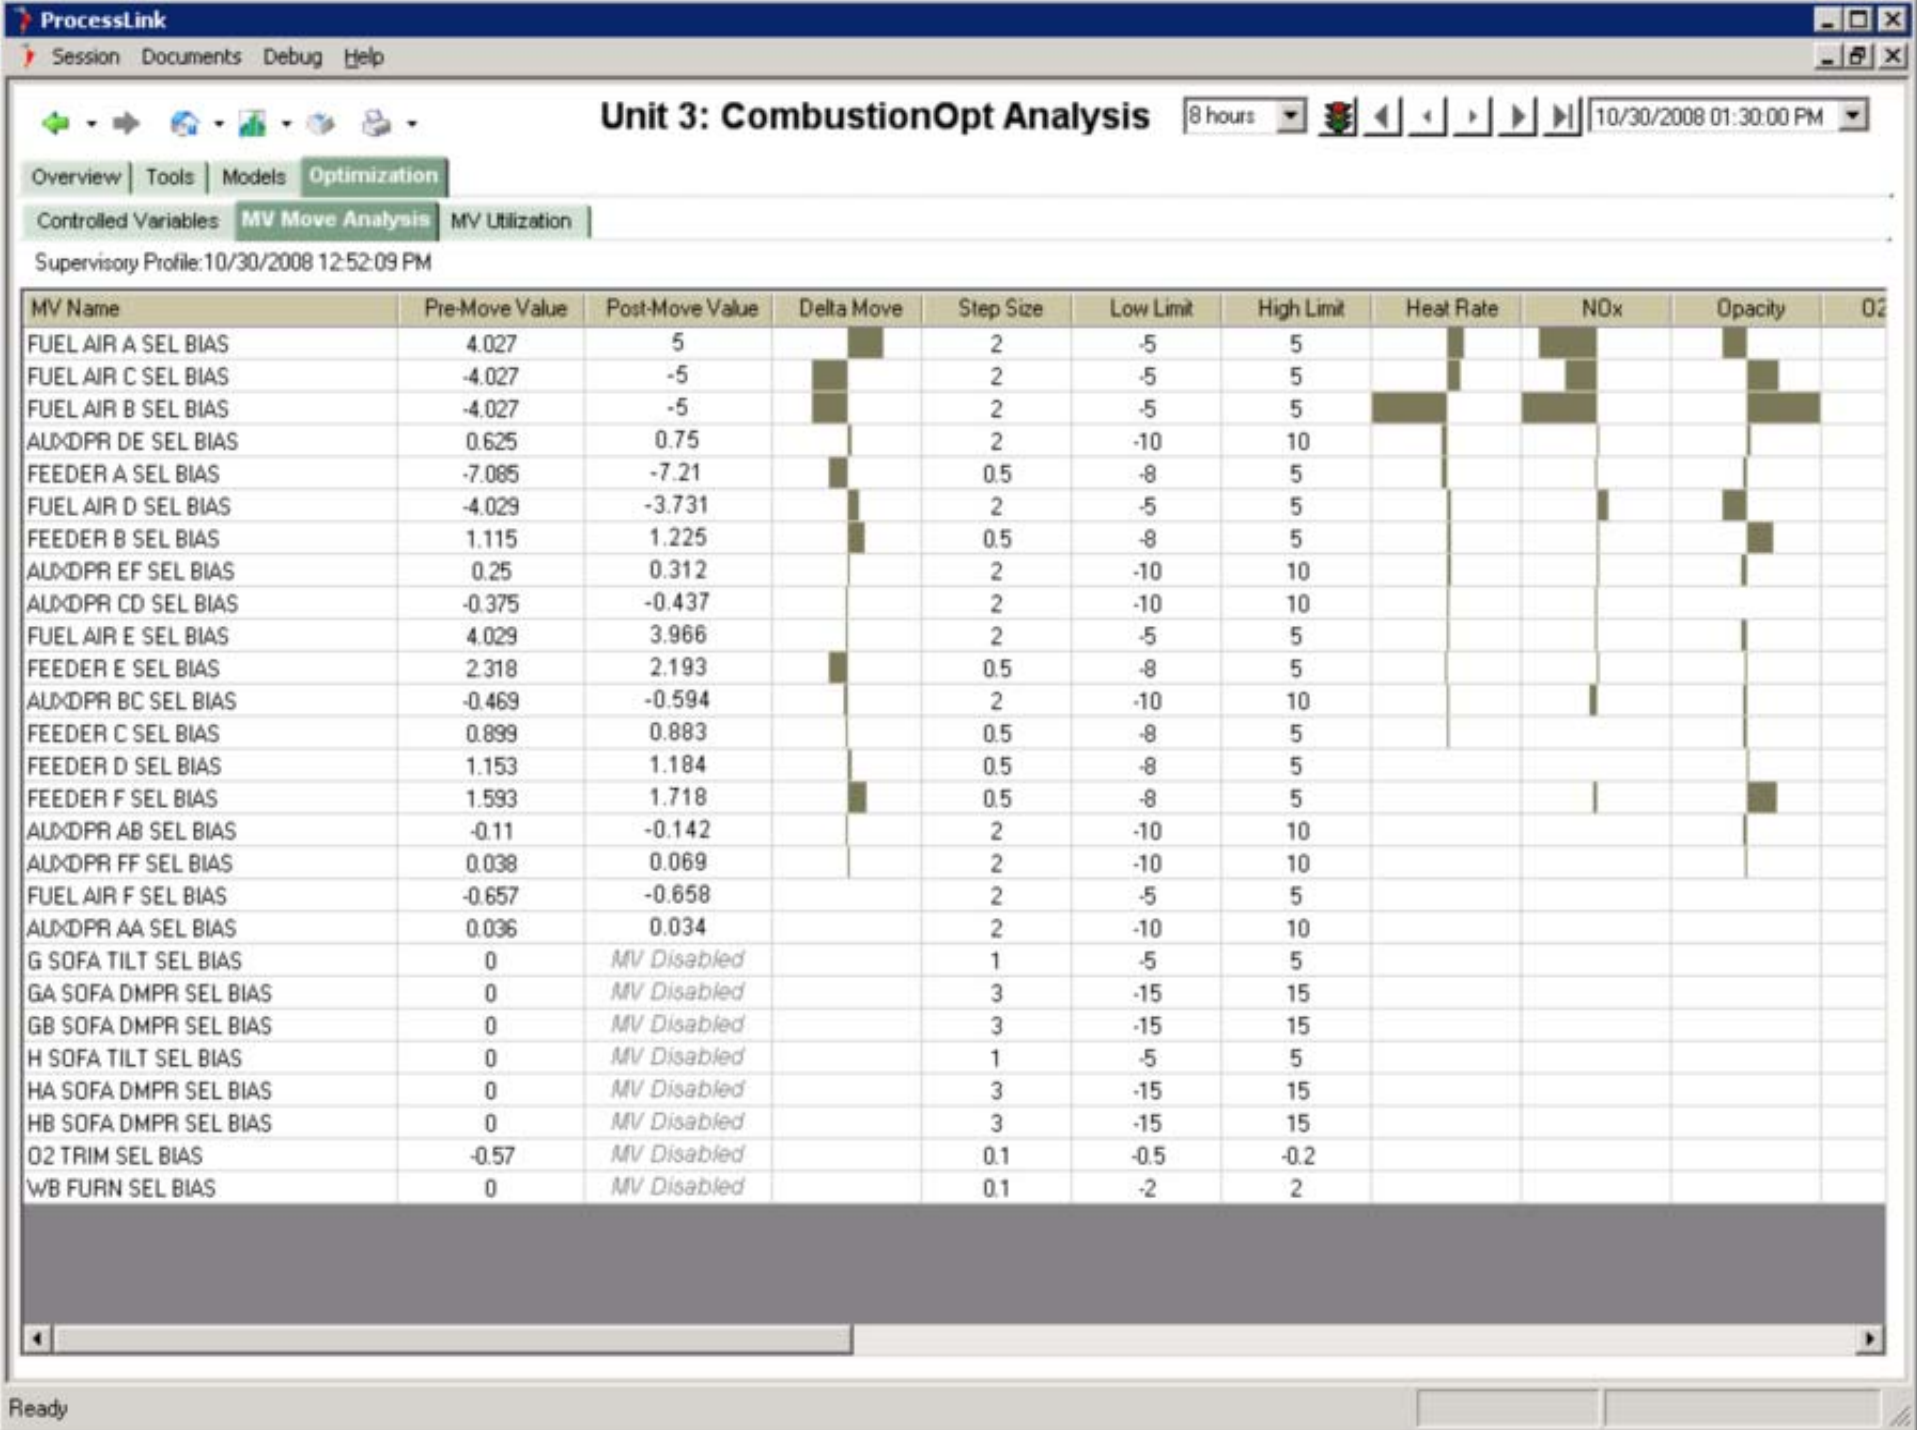 ProcessLink
Session Documents Debug Help
Unit 3: CombustionOpt Analysis 8 hours 10/30/2008 01:30:00 PM
Overview Tools Models Optimization
Controlled Variables MV Move Analysis MV Utilization
Supervisory Profile:10/30/2008 12:52:09 PM
MV Name Pre-Move Value Post-Move Value Delta Move Step Size Low Limit High Limit Heat Rate NOx Opacity O2
FUEL AIR A SEL BIAS 4.027 5 2 -5 5
FUEL AIR C SEL BIAS -4.027 -5 2 -5 5
FUEL AIR B SEL BIAS -4.027 -5 2 -5 5
AUXDPR DE SEL BIAS 0.625 0.75 2 -10 10
FEEDER A SEL BIAS -7.085 -7.21 0.5 -8 5
FUEL AIR D SEL BIAS -4.029 -3.731 2 -5 5
FEEDER B SEL BIAS 1.115 1.225 0.5 -8 5
AUXDPR EF SEL BIAS 0.25 0.312 2 -10 10
AUXDPR CD SEL BIAS -0.375 -0.437 2 -10 10
FUEL AIR E SEL BIAS 4.029 3.966 2 -5 5
FEEDER E SEL BIAS 2.318 2.193 0.5 -8 5
AUXDPR BC SEL BIAS -0.469 -0.594 2 -10 10
FEEDER C SEL BIAS 0.899 0.883 0.5 -8 5
FEEDER D SEL BIAS 1.153 1.184 0.5 -8 5
FEEDER F SEL BIAS 1.593 1.718 0.5 -8 5
AUXDPR AB SEL BIAS -0.11 -0.142 2 -10 10
AUXDPR FF SEL BIAS 0.038 0.069 2 -10 10
FUEL AIR F SEL BIAS -0.657 -0.658 2 -5 5
AUXDPR AA SEL BIAS 0.036 0.034 2 -10 10
G SOFA TILT SEL BIAS 0 MV Disabled 1 -5 5
GA SOFA DMPR SEL BIAS 0 MV Disabled 3 -15 15
GB SOFA DMPR SEL BIAS 0 MV Disabled 3 -15 15
H SOFA TILT SEL BIAS 0 MV Disabled 1 -5 5
HA SOFA DMPR SEL BIAS 0 MV Disabled 3 -15 15
HB SOFA DMPR SEL BIAS 0 MV Disabled 3 -15 15
O2 TRIM SEL BIAS -0.57 MV Disabled 0.1 -0.5 -0.2
WB FURN SEL BIAS 0 MV Disabled 0.1 -2 2
Ready